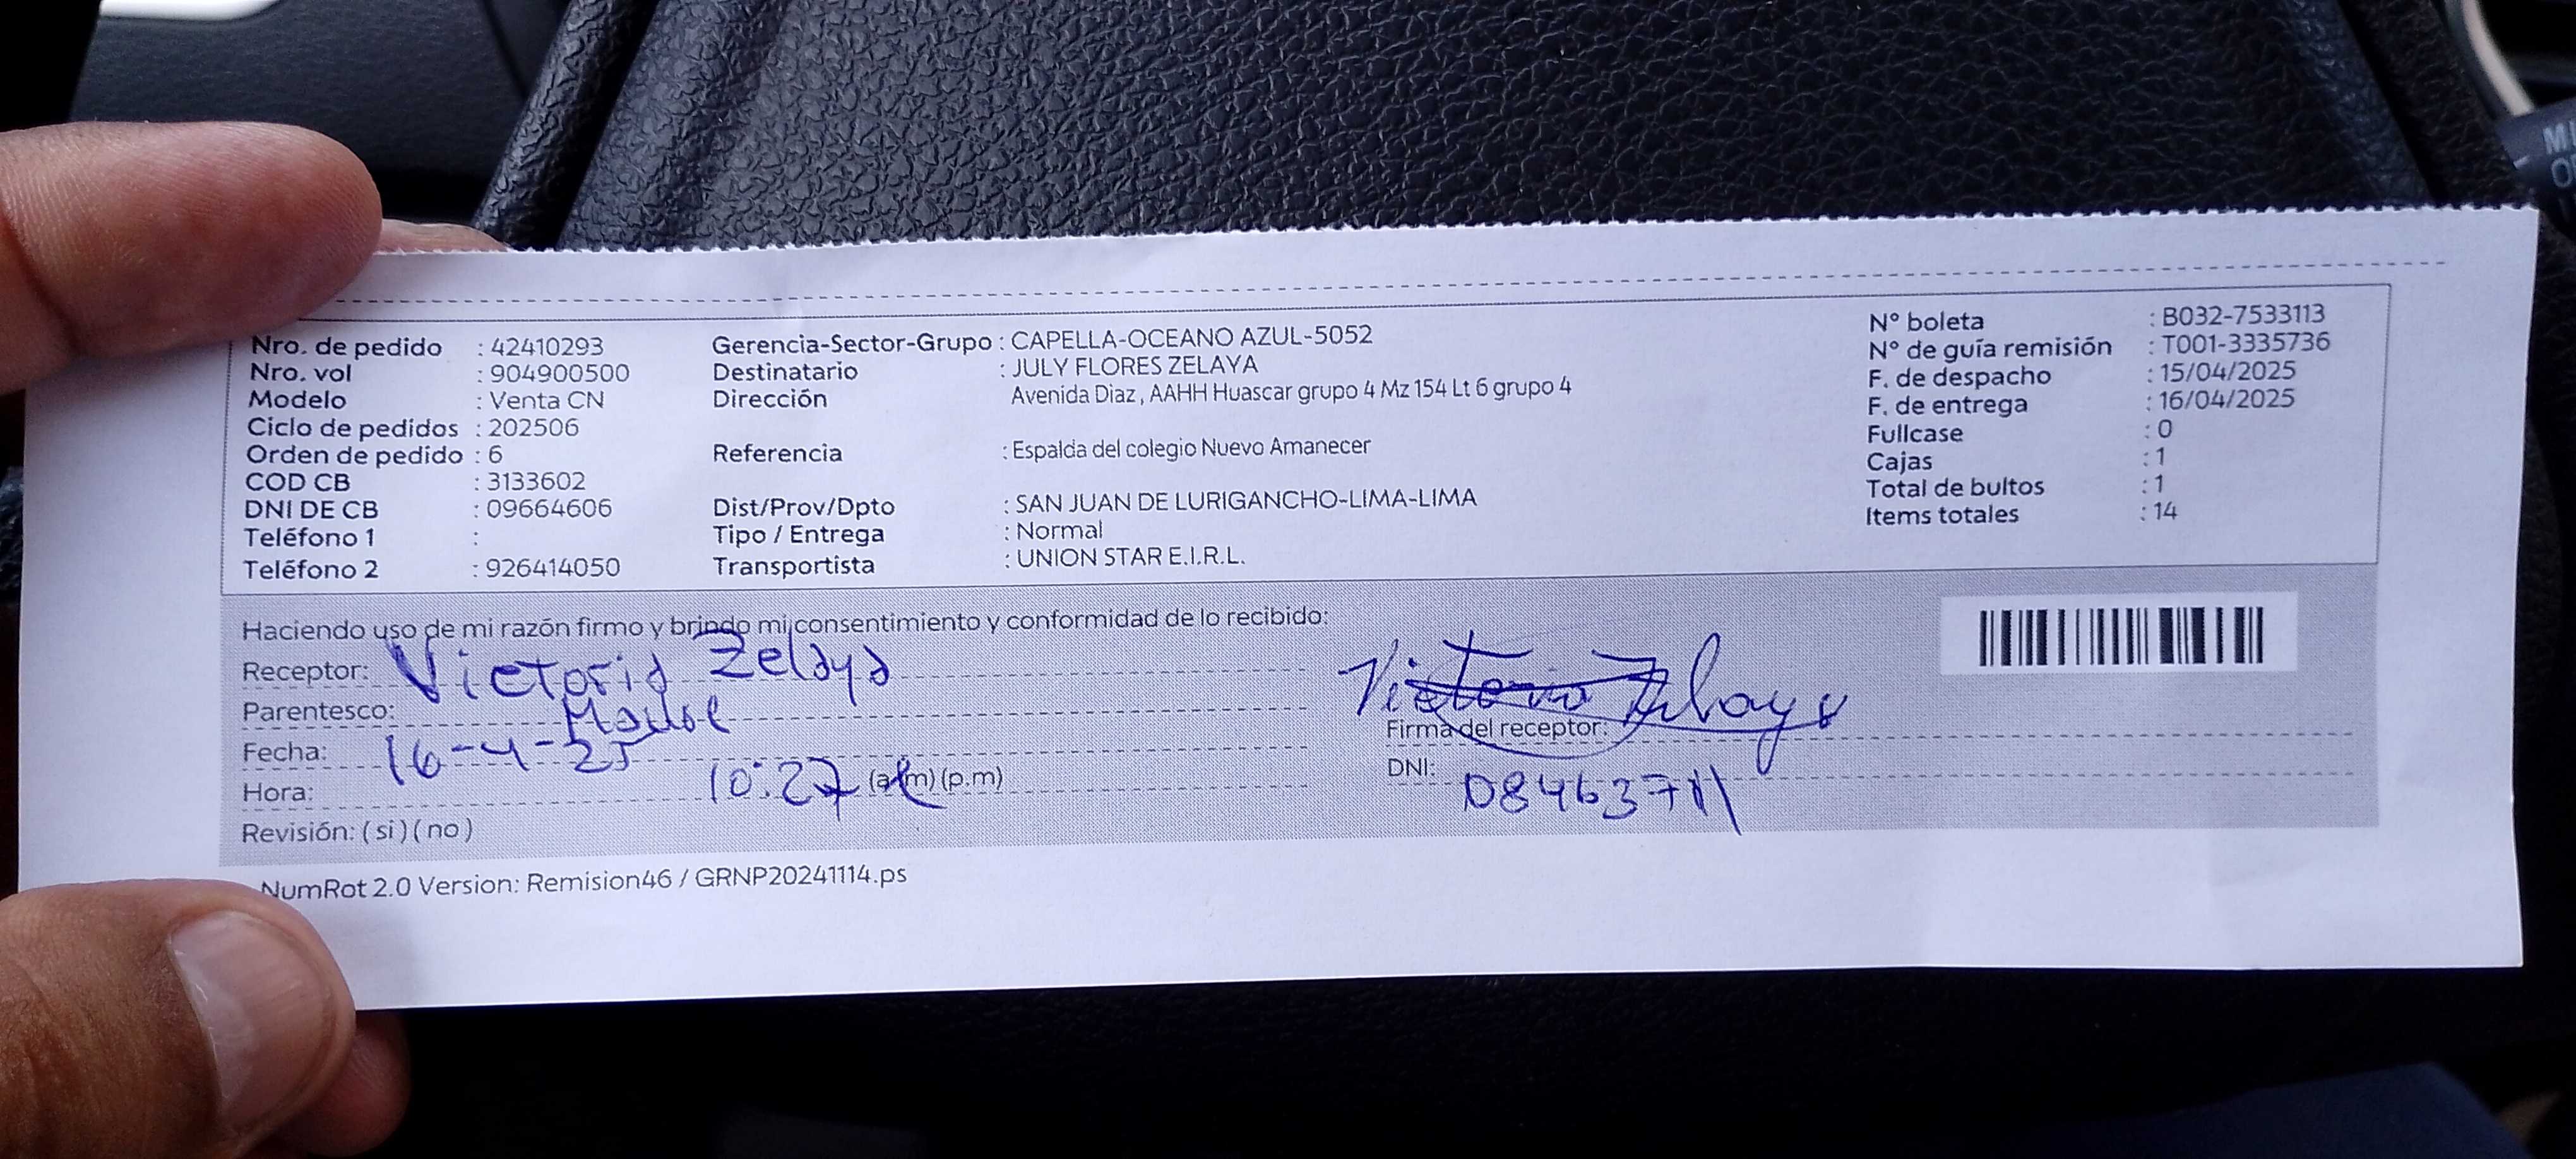 Nro. de pedido : 42410293
Nro. vol : 904900500
Modelo : Venta CN
Ciclo de pedidos : 202506
Orden de pedido : 6
COD CB : 3133602
DNI DE CB : 09664606
Teléfono 1 :
Teléfono 2 : 926414050
Gerencia-Sector-Grupo : CAPELLA-OCEANO AZUL-5052
Destinatario : JULY FLORES ZELAYA
Dirección Avenida Diaz, AAHH Huascar grupo 4 Mz 154 Lt 6 grupo 4
Referencia : Espalda del colegio Nuevo Amanecer
Dist/Prov/Dpto : SAN JUAN DE LURIGANCHO-LIMA-LIMA
Tipo / Entrega : Normal
Transportista : UNION STAR E.I.R.L.
N° boleta : B032-7533113
N° de guía remisión : T001-3335736
F. de despacho : 15/04/2025
F. de entrega : 16/04/2025
Fullcase : 0
Cajas : 1
Total de bultos : 1
Items totales : 14
Haciendo uso de mi razón firmo y brindo mi consentimiento y conformidad de lo recibido:
Receptor: Victoria Zelaya
Parentesco:
Fecha: 16-4-25
Hora: 10:27 (a.m) (p.m)
Revisión: (si) (no)
Victoria Zelaya
Firma del receptor:
DNI: 08463711
NumRot 2.0 Version: Remision46 / GRNP20241114.ps